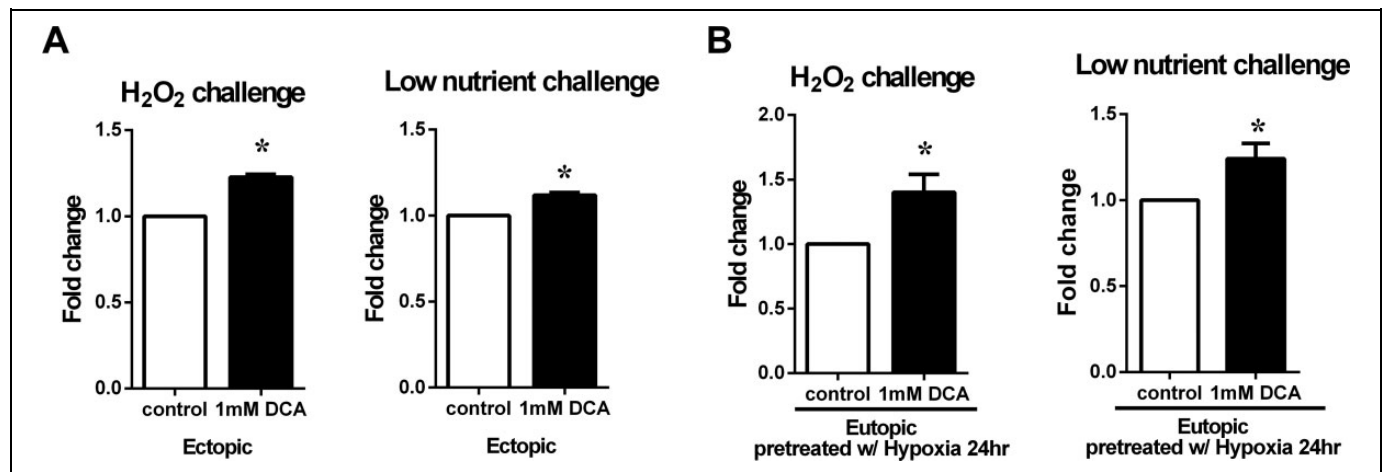 A
H₂O₂ challenge
Fold change
1.5
1.0
0.5
0.0
*
control 1mM DCA
Ectopic
Low nutrient challenge
Fold change
1.5
1.0
0.5
0.0
*
control 1mM DCA
Ectopic
B
H₂O₂ challenge
Fold change
2.0
1.5
1.0
0.5
0.0
*
control 1mM DCA
Eutopic
pretreated w/ Hypoxia 24hr
Low nutrient challenge
Fold change
1.5
1.0
0.5
0.0
*
control 1mM DCA
Eutopic
pretreated w/ Hypoxia 24hr